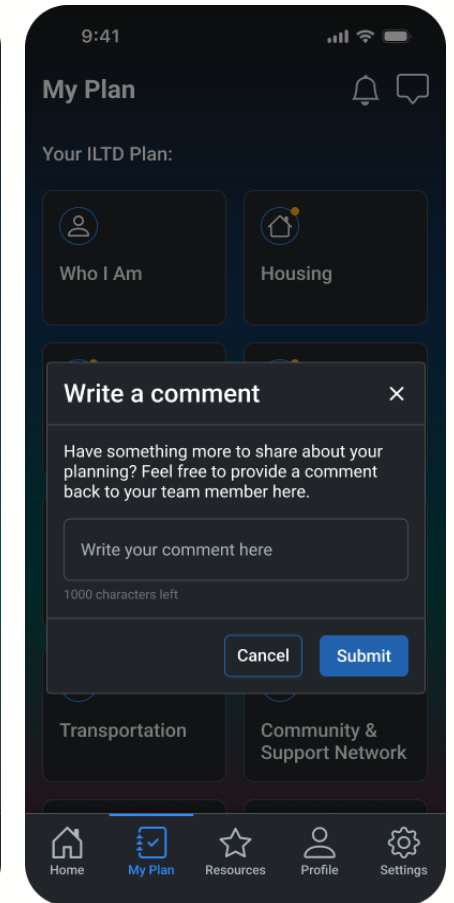 9:41
My Plan
Your ILTD Plan:
Who I Am
Housing
Write a comment
Have something more to share about your
planning? Feel free to provide a comment
back to your team member here.
Write your comment here
1000 characters left
Cancel
Submit
Transportation
Community &
Support Network
Home
My Plan
Resources
Profile
Settings